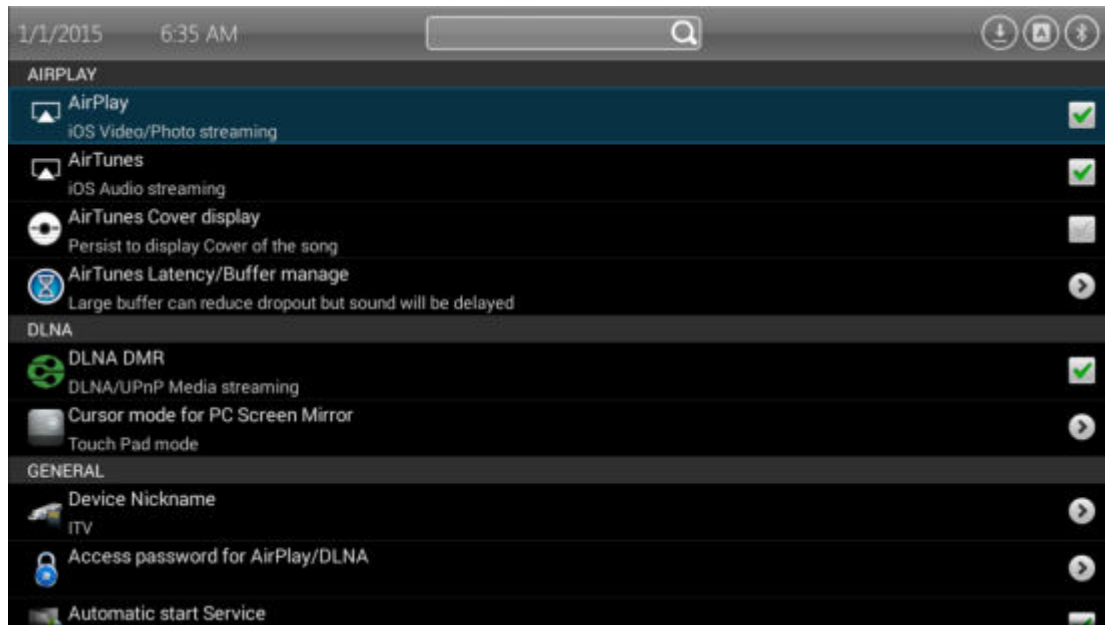 1/1/2015 6:35 AM
AIRPLAY
AirPlay
iOS Video/Photo streaming
AirTunes
iOS Audio streaming
AirTunes Cover display
Persist to display Cover of the song
AirTunes Latency/Buffer manage
Large buffer can reduce dropout but sound will be delayed
DLNA
DLNA DMR
DLNA/UPnP Media streaming
Cursor mode for PC Screen Mirror
Touch Pad mode
GENERAL
Device Nickname
ITV
Access password for AirPlay/DLNA
Automatic start Service